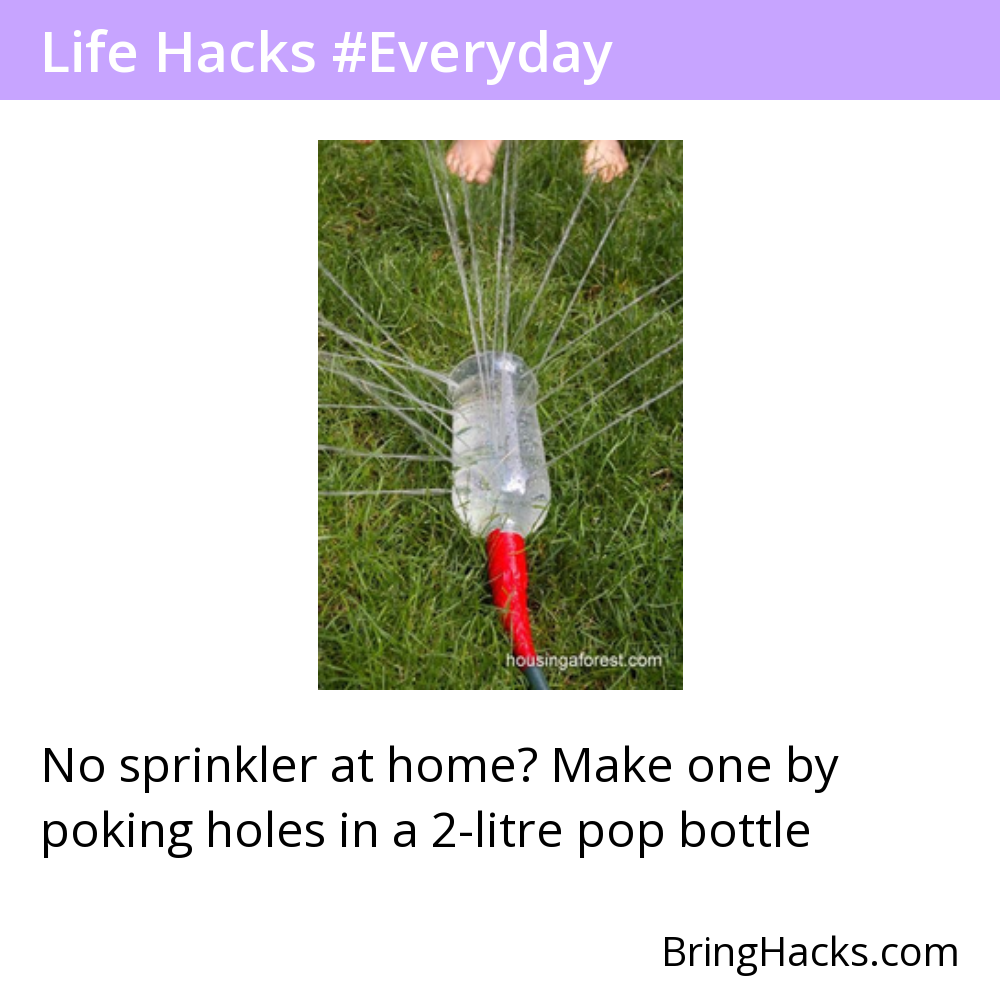 Life Hacks #Everyday
housingaforest.com
No sprinkler at home? Make one by
poking holes in a 2-litre pop bottle
BringHacks.com